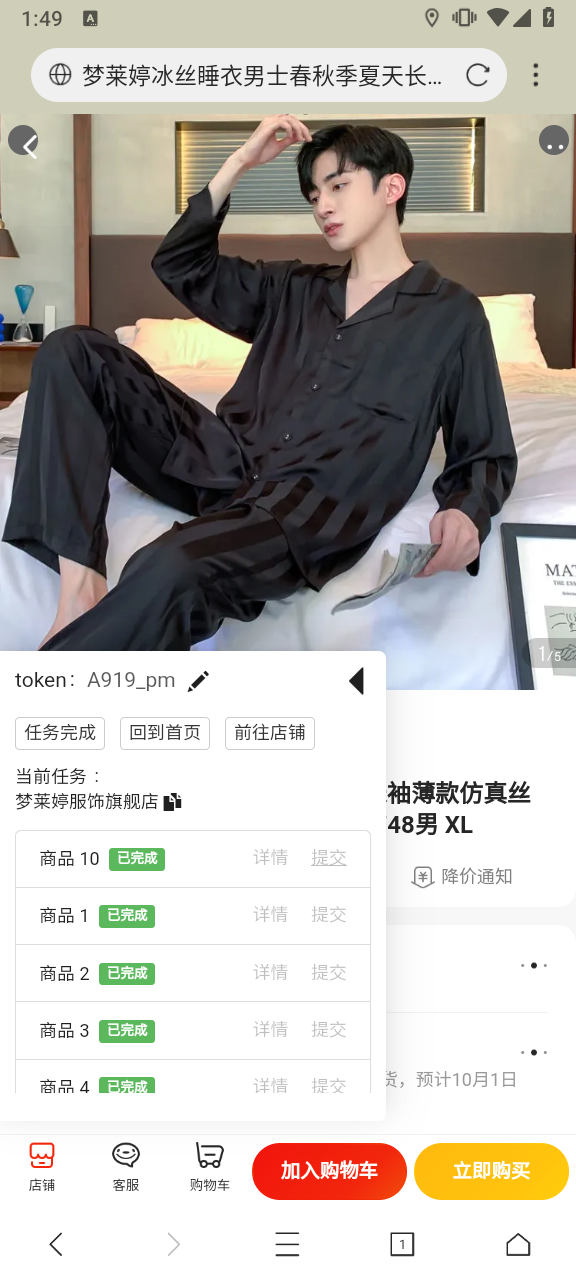 1:49 A
梦莱婷冰丝睡衣男士春秋季夏天长...
MAT
1/5
token： A919_pm
任务完成 回到首页 前往店铺
当前任务：
梦莱婷服饰旗舰店
袖薄款仿真丝
48男 XL
降价通知
商品 10 已完成 详情 提交
商品 1 已完成 详情 提交
商品 2 已完成 详情 提交
商品 3 已完成 详情 提交
商品 4 已完成 详情 提交
货，预计10月1日
店铺 客服 购物车 加入购物车 立即购买
1